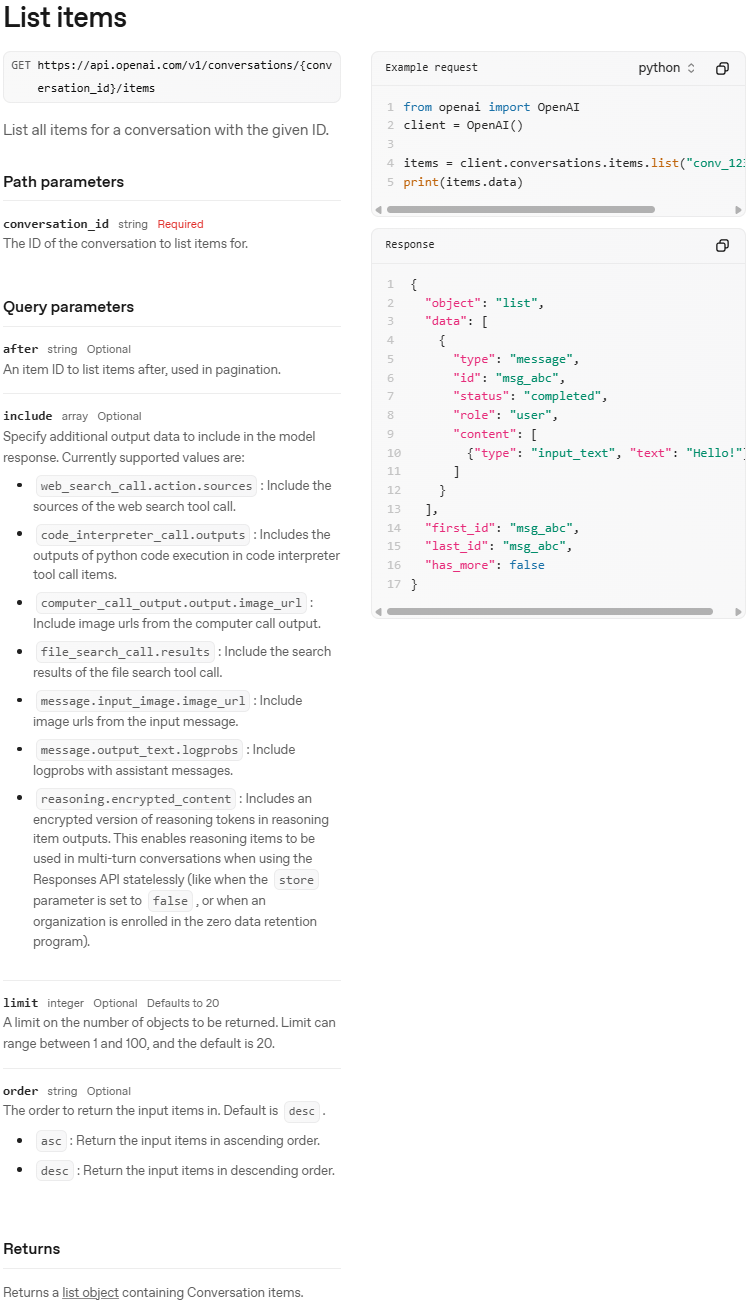 List items
GET https://api.openai.com/v1/conversations/{conv
ersation_id}/items
List all items for a conversation with the given ID.
Path parameters
conversation_id string Required
The ID of the conversation to list items for.
Query parameters
after string Optional
An item ID to list items after, used in pagination.
include array Optional
Specify additional output data to include in the model
response. Currently supported values are:
• web_search_call.action.sources : Include the
sources of the web search tool call.
• code_interpreter_call.outputs : Includes the
outputs of python code execution in code interpreter
tool call items.
• computer_call_output.output.image_url :
Include image urls from the computer call output.
• file_search_call.results : Include the search
results of the file search tool call.
• message.input_image.image_url : Include
image urls from the input message.
• message.output_text.logprobs : Include
logprobs with assistant messages.
• reasoning.encrypted_content : Includes an
encrypted version of reasoning tokens in reasoning
item outputs. This enables reasoning items to be
used in multi-turn conversations when using the
Responses API statelessly (like when the store
parameter is set to false , or when an
organization is enrolled in the zero data retention
program).
limit integer Optional Defaults to 20
A limit on the number of objects to be returned. Limit can
range between 1 and 100, and the default is 20.
order string Optional
The order to return the input items in. Default is desc .
• asc : Return the input items in ascending order.
• desc : Return the input items in descending order.
Returns
Returns a list object containing Conversation items.
Example request python
1 from openai import OpenAI
2 client = OpenAI()
3
4 items = client.conversations.items.list("conv_123
5 print(items.data)
Response
1 {
2 "object": "list",
3 "data": [
4 {
5 "type": "message",
6 "id": "msg_abc",
7 "status": "completed",
8 "role": "user",
9 "content": [
10 {"type": "input_text", "text": "Hello!"}
11 ]
12 }
13 ],
14 "first_id": "msg_abc",
15 "last_id": "msg_abc",
16 "has_more": false
17 }